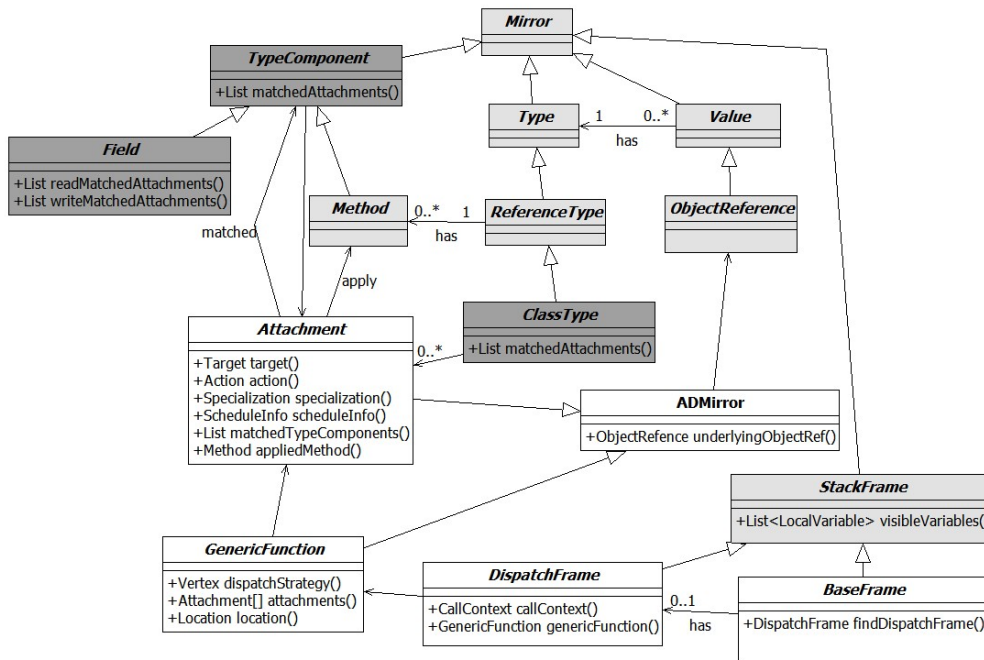 Mirror
TypeComponent
+List matchedAttachments()
Type
1
0..*
has
Value
Field
+List readMatchedAttachments()
+List writeMatchedAttachments()
Method
0..*
1
has
ReferenceType
ObjectReference
matched
apply
ClassType
+List matchedAttachments()
0..*
Attachment
+Target target()
+Action action()
+Specialization specialization()
+ScheduleInfo scheduleInfo()
+List matchedTypeComponents()
+Method appliedMethod()
ADMirror
+ObjectRefence underlyingObjectRef()
StackFrame
+List<LocalVariable> visibleVariables(
GenericFunction
+Vertex dispatchStrategy()
+Attachment[] attachments()
+Location location()
DispatchFrame
+CallContext callContext()
+GenericFunction genericFunction()
0..1
has
BaseFrame
+DispatchFrame findDispatchFrame()